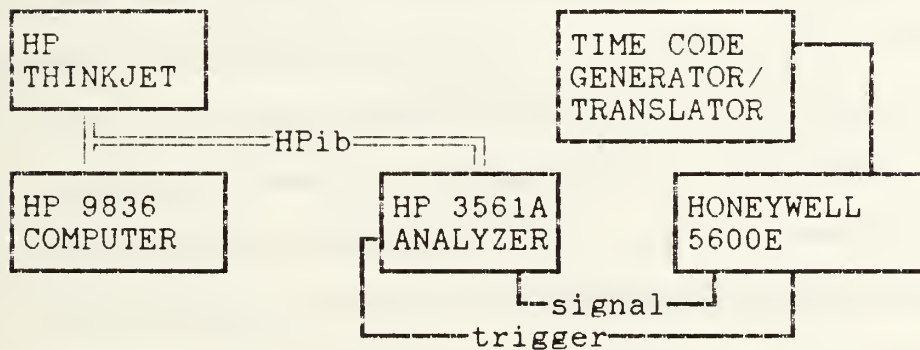 HP
THINKJET
TIME CODE
GENERATOR/
TRANSLATOR
HPib
HP 9836
COMPUTER
HP 3561A
ANALYZER
HONEYWELL
5600E
signal
trigger